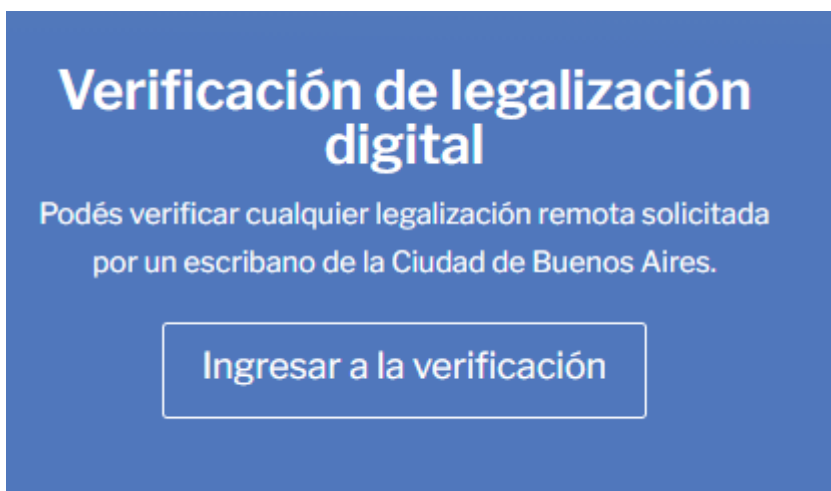 Verificación de legalización
digital
Podés verificar cualquier legalización remota solicitada
por un escribano de la Ciudad de Buenos Aires.
Ingresar a la verificación